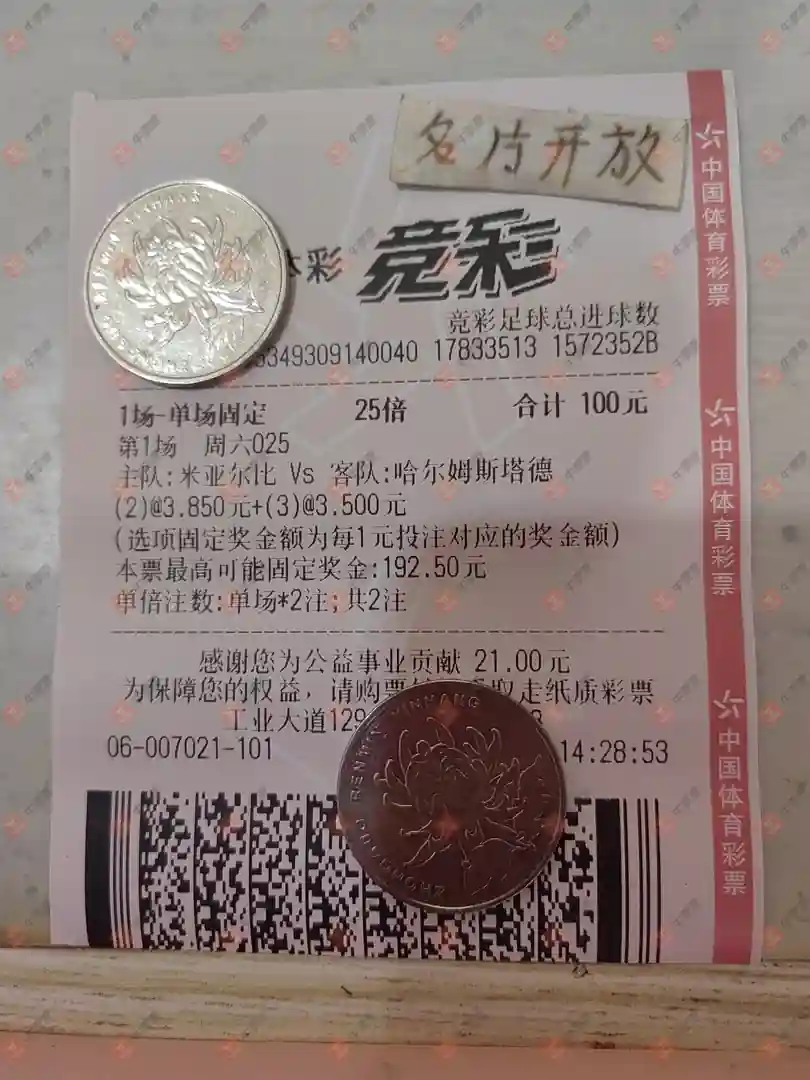 名片开放
体彩 竞彩
竞彩足球总进球数
349309140040 17833513 1572352B
1场-单场固定 25倍 合计 100元
第1场 周六025
主队:米亚尔比 Vs 客队:哈尔姆斯塔德
(2)@3.850元+(3)@3.500元
(选项固定奖金额为每1元投注对应的奖金额)
本票最高可能固定奖金:192.50元
单倍注数:单场*2注;共2注
感谢您为公益事业贡献 21.00元
为保障您的权益，请购票 取走纸质彩票
工业大道129
06-007021-101 14:28:53
中国体育彩票
中国体育彩票
中国体育彩票